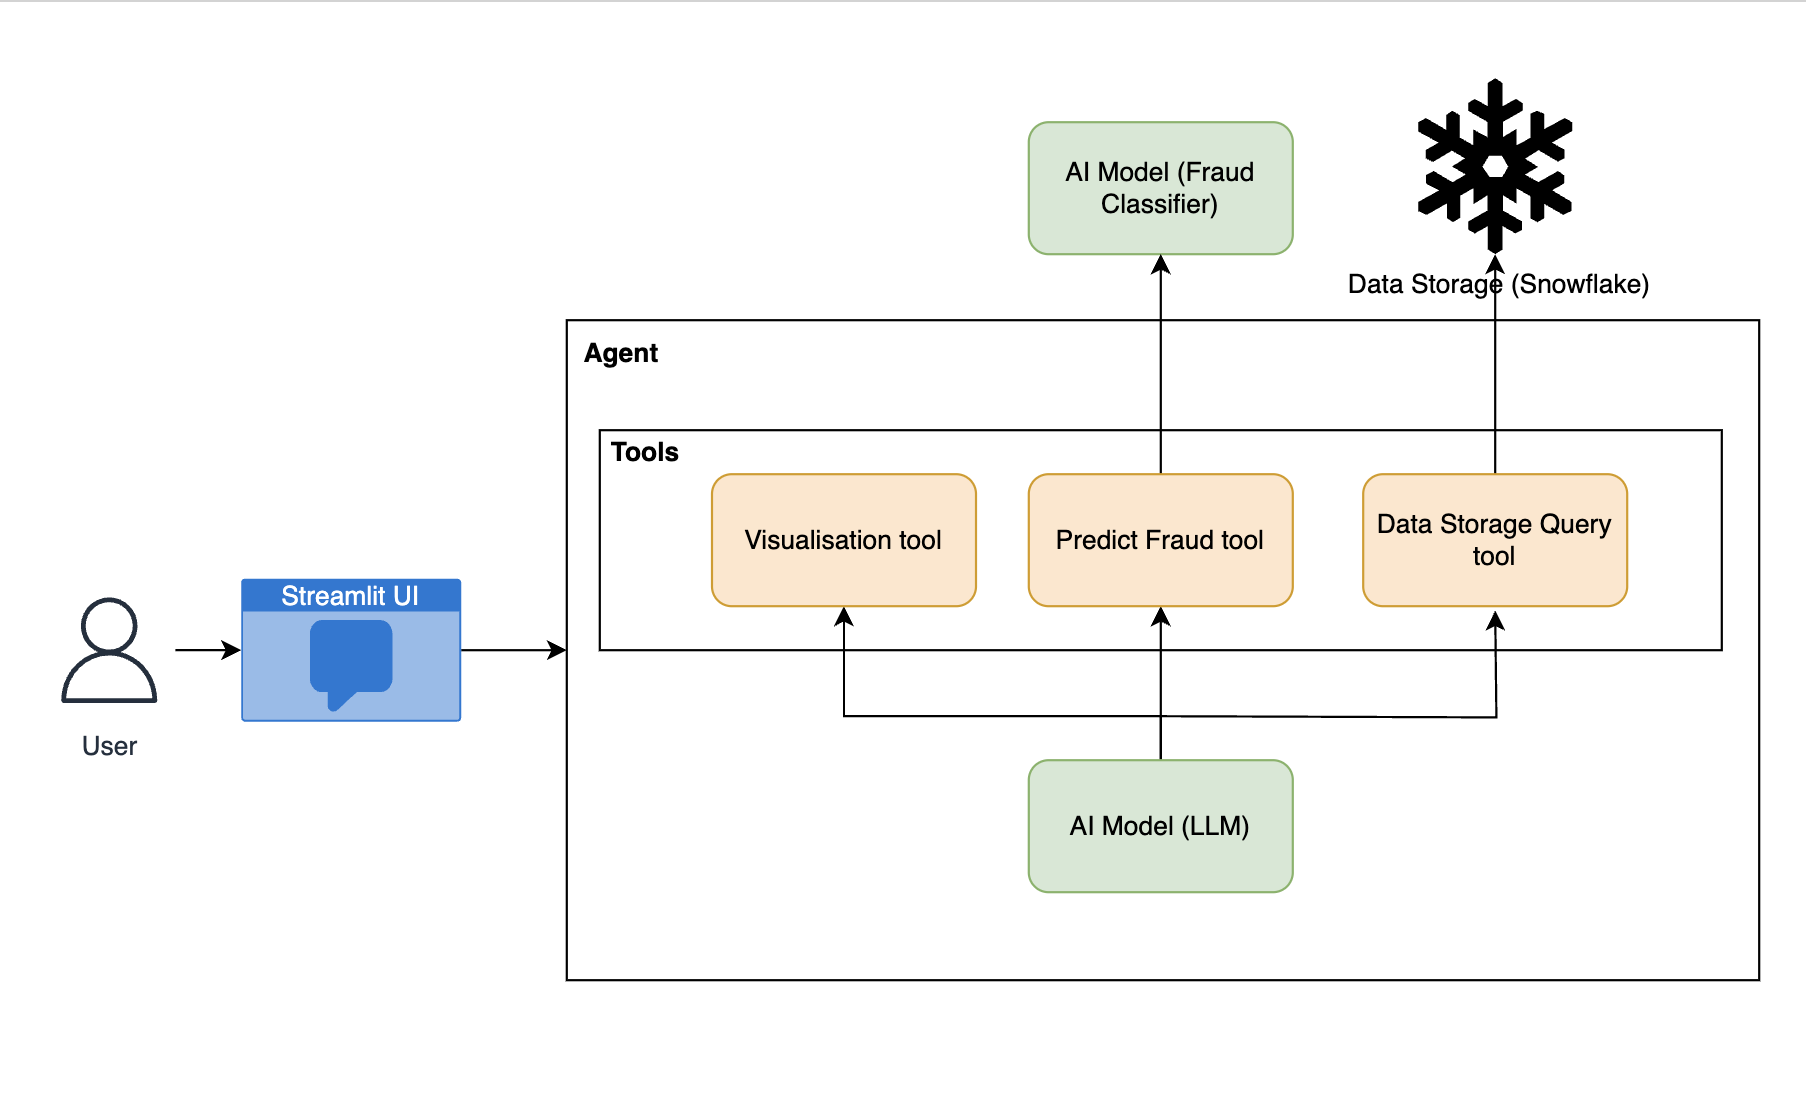 AI Model (Fraud
Classifier)
Data Storage (Snowflake)
Agent
Tools
Visualisation tool
Predict Fraud tool
Data Storage Query
tool
Streamlit UI
User
AI Model (LLM)